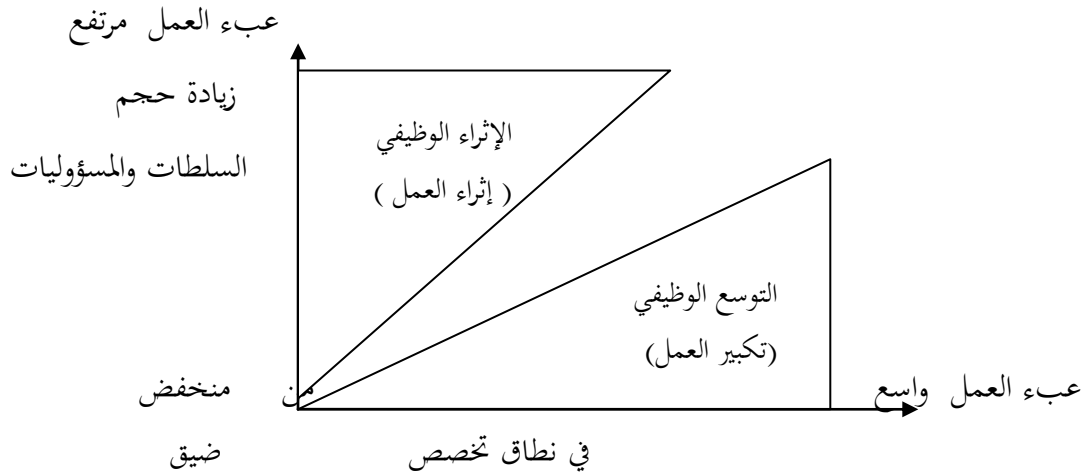 عبء العمل مرتفع
زيادة حجم
السلطات والمسؤوليات
الإثراء الوظيفي
( إثراء العمل )
التوسع الوظيفي
(تكبير العمل)
عبء العمل واسع
من منخفض
في نطاق تخصص ضيق